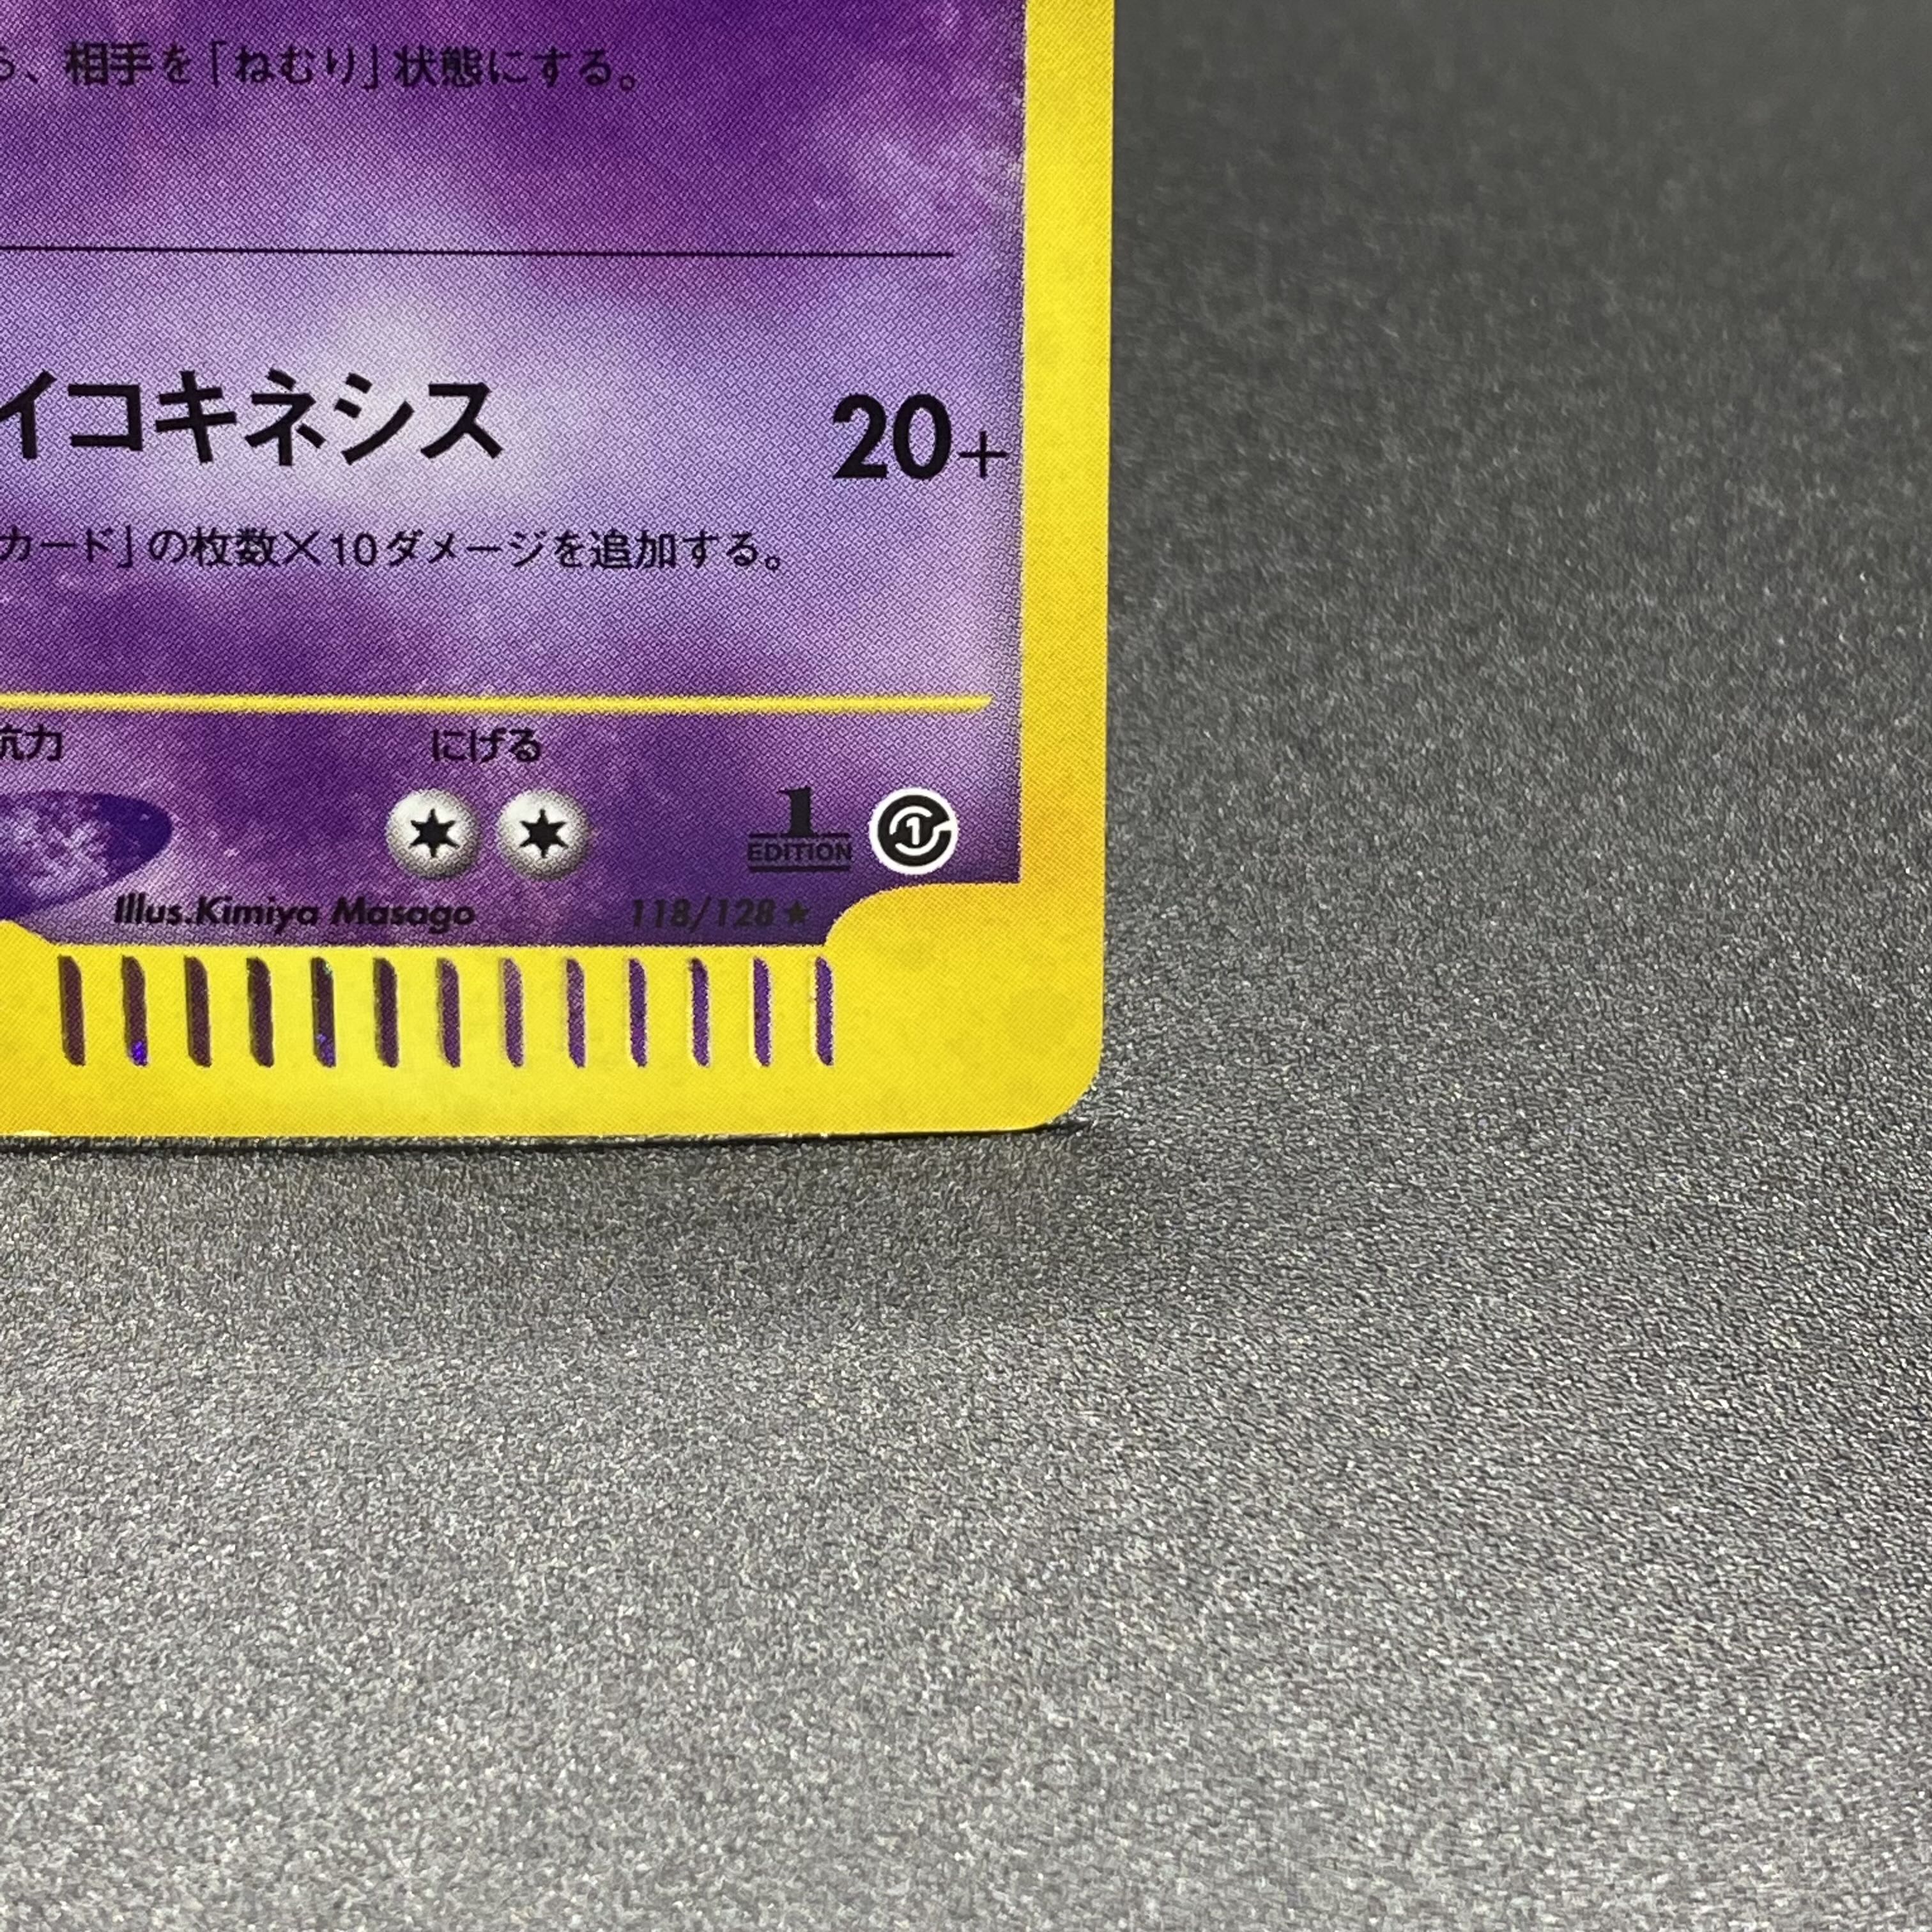 、相手を「ねむり」状態にする。
イコキネシス 20+
カード」の枚数×10ダメージを追加する。
抗力 にげる
1
EDITION
1
Illus.Kimiya Masago 118/128 ★